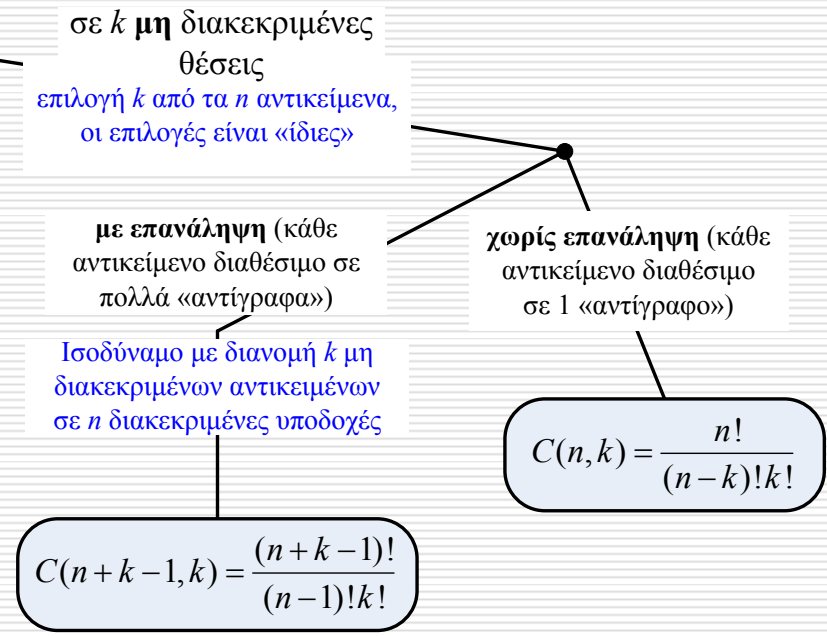 σε k μη διακεκριμένες
θέσεις
επιλογή k από τα n αντικείμενα,
οι επιλογές είναι «ίδιες»
με επανάληψη (κάθε
αντικείμενο διαθέσιμο σε
πολλά «αντίγραφα»)
Ισοδύναμο με διανομή k μη
διακεκριμένων αντικειμένων
σε n διακεκριμένες υποδοχές
C(n+k−1,k) = (n+k−1)! / (n−1)!k!
χωρίς επανάληψη (κάθε
αντικείμενο διαθέσιμο
σε 1 «αντίγραφο»)
C(n,k) = n! / (n−k)!k!